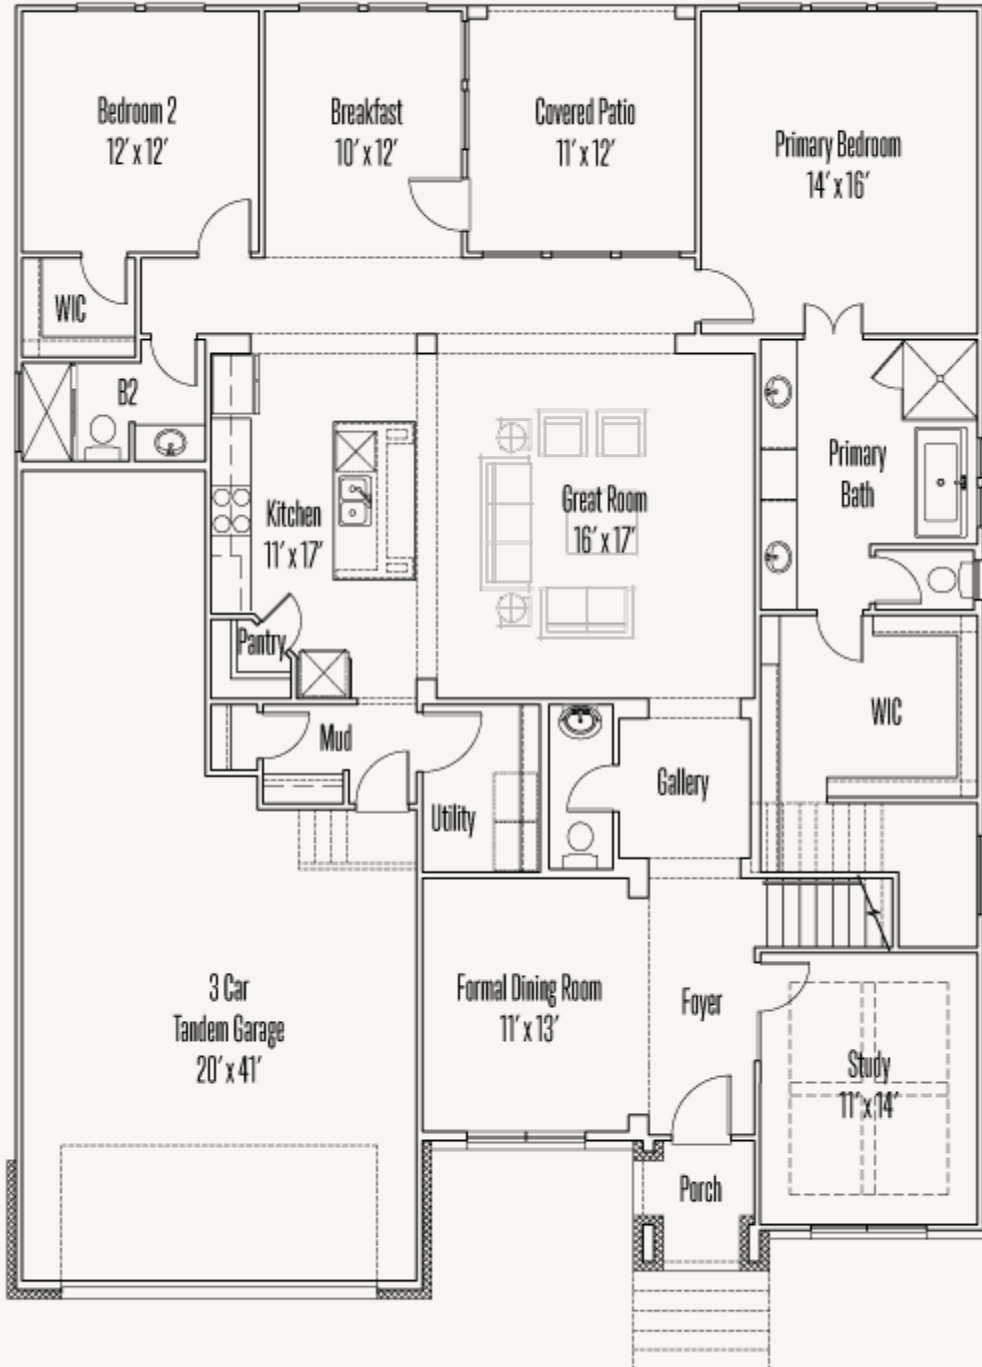 Bedroom 2
12' x 12'
Breakfast
10' x 12'
Covered Patio
11' x 12'
Primary Bedroom
14' x 16'
WIC
B2
Kitchen
11' x 17'
Great Room
16' x 17'
Primary
Bath
Pantry
WIC
Mud
Utility
Gallery
3 Car
Tandem Garage
20' x 41'
Formal Dining Room
11' x 13'
Foyer
Study
11' x 14'
Porch